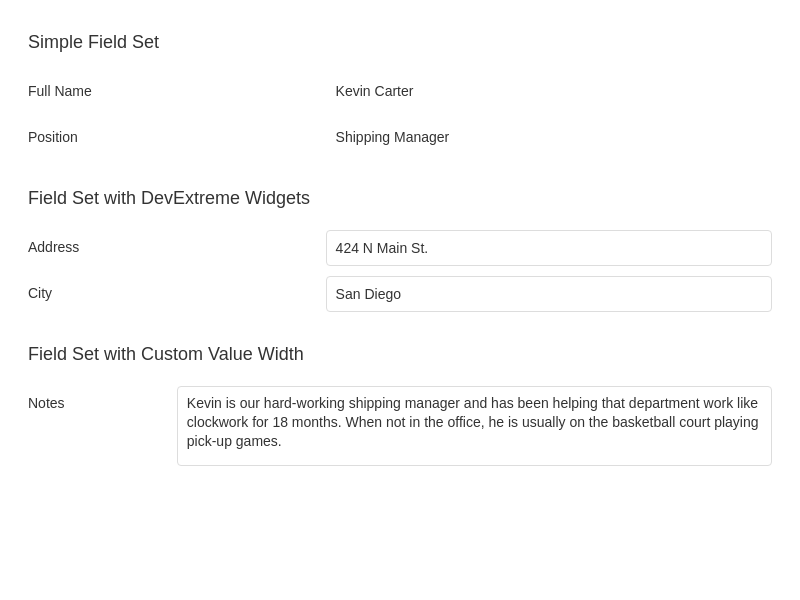 Simple Field Set
Full Name Kevin Carter
Position Shipping Manager
Field Set with DevExtreme Widgets
Address 424 N Main St.
City San Diego
Field Set with Custom Value Width
Notes Kevin is our hard-working shipping manager and has been helping that department work like
clockwork for 18 months. When not in the office, he is usually on the basketball court playing
pick-up games.